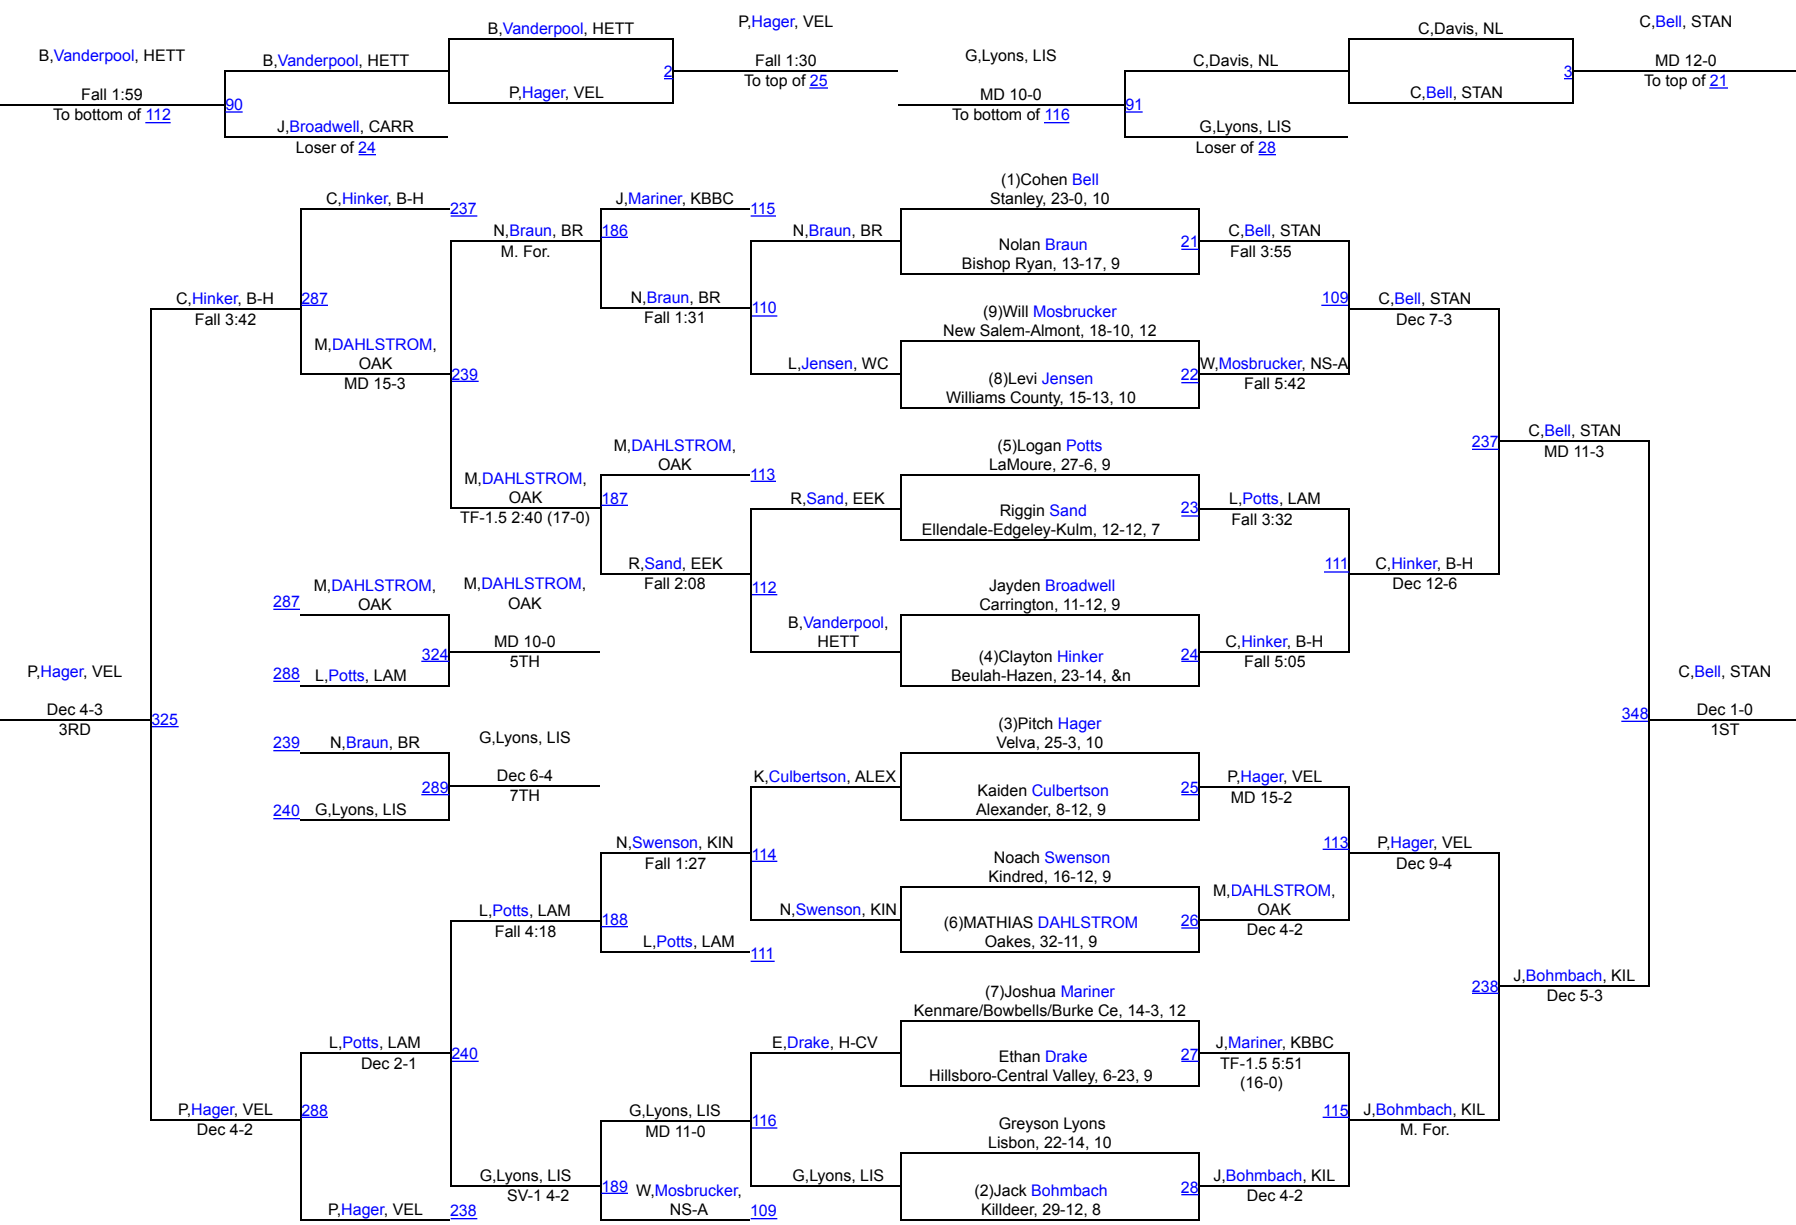 B,Vanderpool, HETT
Fall 1:59
To bottom of 112
B,Vanderpool, HETT
90
J,Broadwell, CARR
Loser of 24
B,Vanderpool, HETT
P,Hager, VEL
2
P,Hager, VEL
Fall 1:30
To top of 25
G,Lyons, LIS
MD 10-0
To bottom of 116
C,Davis, NL
91
G,Lyons, LIS
Loser of 28
C,Davis, NL
C,Bell, STAN
3
C,Bell, STAN
MD 12-0
To top of 21
(1)Cohen Bell
Stanley, 23-0, 10
Nolan Braun
Bishop Ryan, 13-17, 9
21
(9)Will Mosbrucker
New Salem-Almont, 18-10, 12
(8)Levi Jensen
Williams County, 15-13, 10
22
(5)Logan Potts
LaMoure, 27-6, 9
Riggin Sand
Ellendale-Edgeley-Kulm, 12-12, 7
23
Jayden Broadwell
Carrington, 11-12, 9
(4)Clayton Hinker
Beulah-Hazen, 23-14, &n
24
(3)Pitch Hager
Velva, 25-3, 10
Kaiden Culbertson
Alexander, 8-12, 9
25
Noach Swenson
Kindred, 16-12, 9
(6)MATHIAS DAHLSTROM
Oakes, 32-11, 9
26
(7)Joshua Mariner
Kenmare/Bowbells/Burke Ce, 14-3, 12
Ethan Drake
Hillsboro-Central Valley, 6-23, 9
27
Greyson Lyons
Lisbon, 22-14, 10
(2)Jack Bohmbach
Killdeer, 29-12, 8
28
C,Bell, STAN
Fall 3:55
109
W,Mosbrucker, NS-A
Fall 5:42
L,Potts, LAM
Fall 3:32
111
C,Hinker, B-H
Fall 5:05
P,Hager, VEL
MD 15-2
113
M,DAHLSTROM,
OAK
Dec 4-2
J,Mariner, KBBC
TF-1.5 5:51
(16-0)
115
J,Bohmbach, KIL
Dec 4-2
C,Bell, STAN
Dec 7-3
237
C,Hinker, B-H
Dec 12-6
P,Hager, VEL
Dec 9-4
238
J,Bohmbach, KIL
M. For.
C,Bell, STAN
MD 11-3
348
J,Bohmbach, KIL
Dec 5-3
C,Bell, STAN
Dec 1-0
1ST
N,Braun, BR
110
L,Jensen, WC
R,Sand, EEK
112
B,Vanderpool,
HETT
K,Culbertson, ALEX
114
N,Swenson, KIN
E,Drake, H-CV
116
G,Lyons, LIS
J,Mariner, KBBC
115
186
N,Braun, BR
Fall 1:31
M,DAHLSTROM,
OAK
113
187
R,Sand, EEK
Fall 2:08
N,Swenson, KIN
Fall 1:27
188
L,Potts, LAM
111
G,Lyons, LIS
MD 11-0
189
W,Mosbrucker,
NS-A
109
N,Braun, BR
M. For.
239
M,DAHLSTROM,
OAK
TF-1.5 2:40 (17-0)
L,Potts, LAM
Fall 4:18
240
G,Lyons, LIS
SV-1 4-2
C,Hinker, B-H
237
287
M,DAHLSTROM,
OAK
MD 15-3
L,Potts, LAM
Dec 2-1
288
P,Hager, VEL
238
C,Hinker, B-H
Fall 3:42
325
P,Hager, VEL
Dec 4-2
P,Hager, VEL
Dec 4-3
3RD
287
M,DAHLSTROM,
OAK
324
288
L,Potts, LAM
M,DAHLSTROM,
OAK
MD 10-0
5TH
239
N,Braun, BR
289
240
G,Lyons, LIS
G,Lyons, LIS
Dec 6-4
7TH